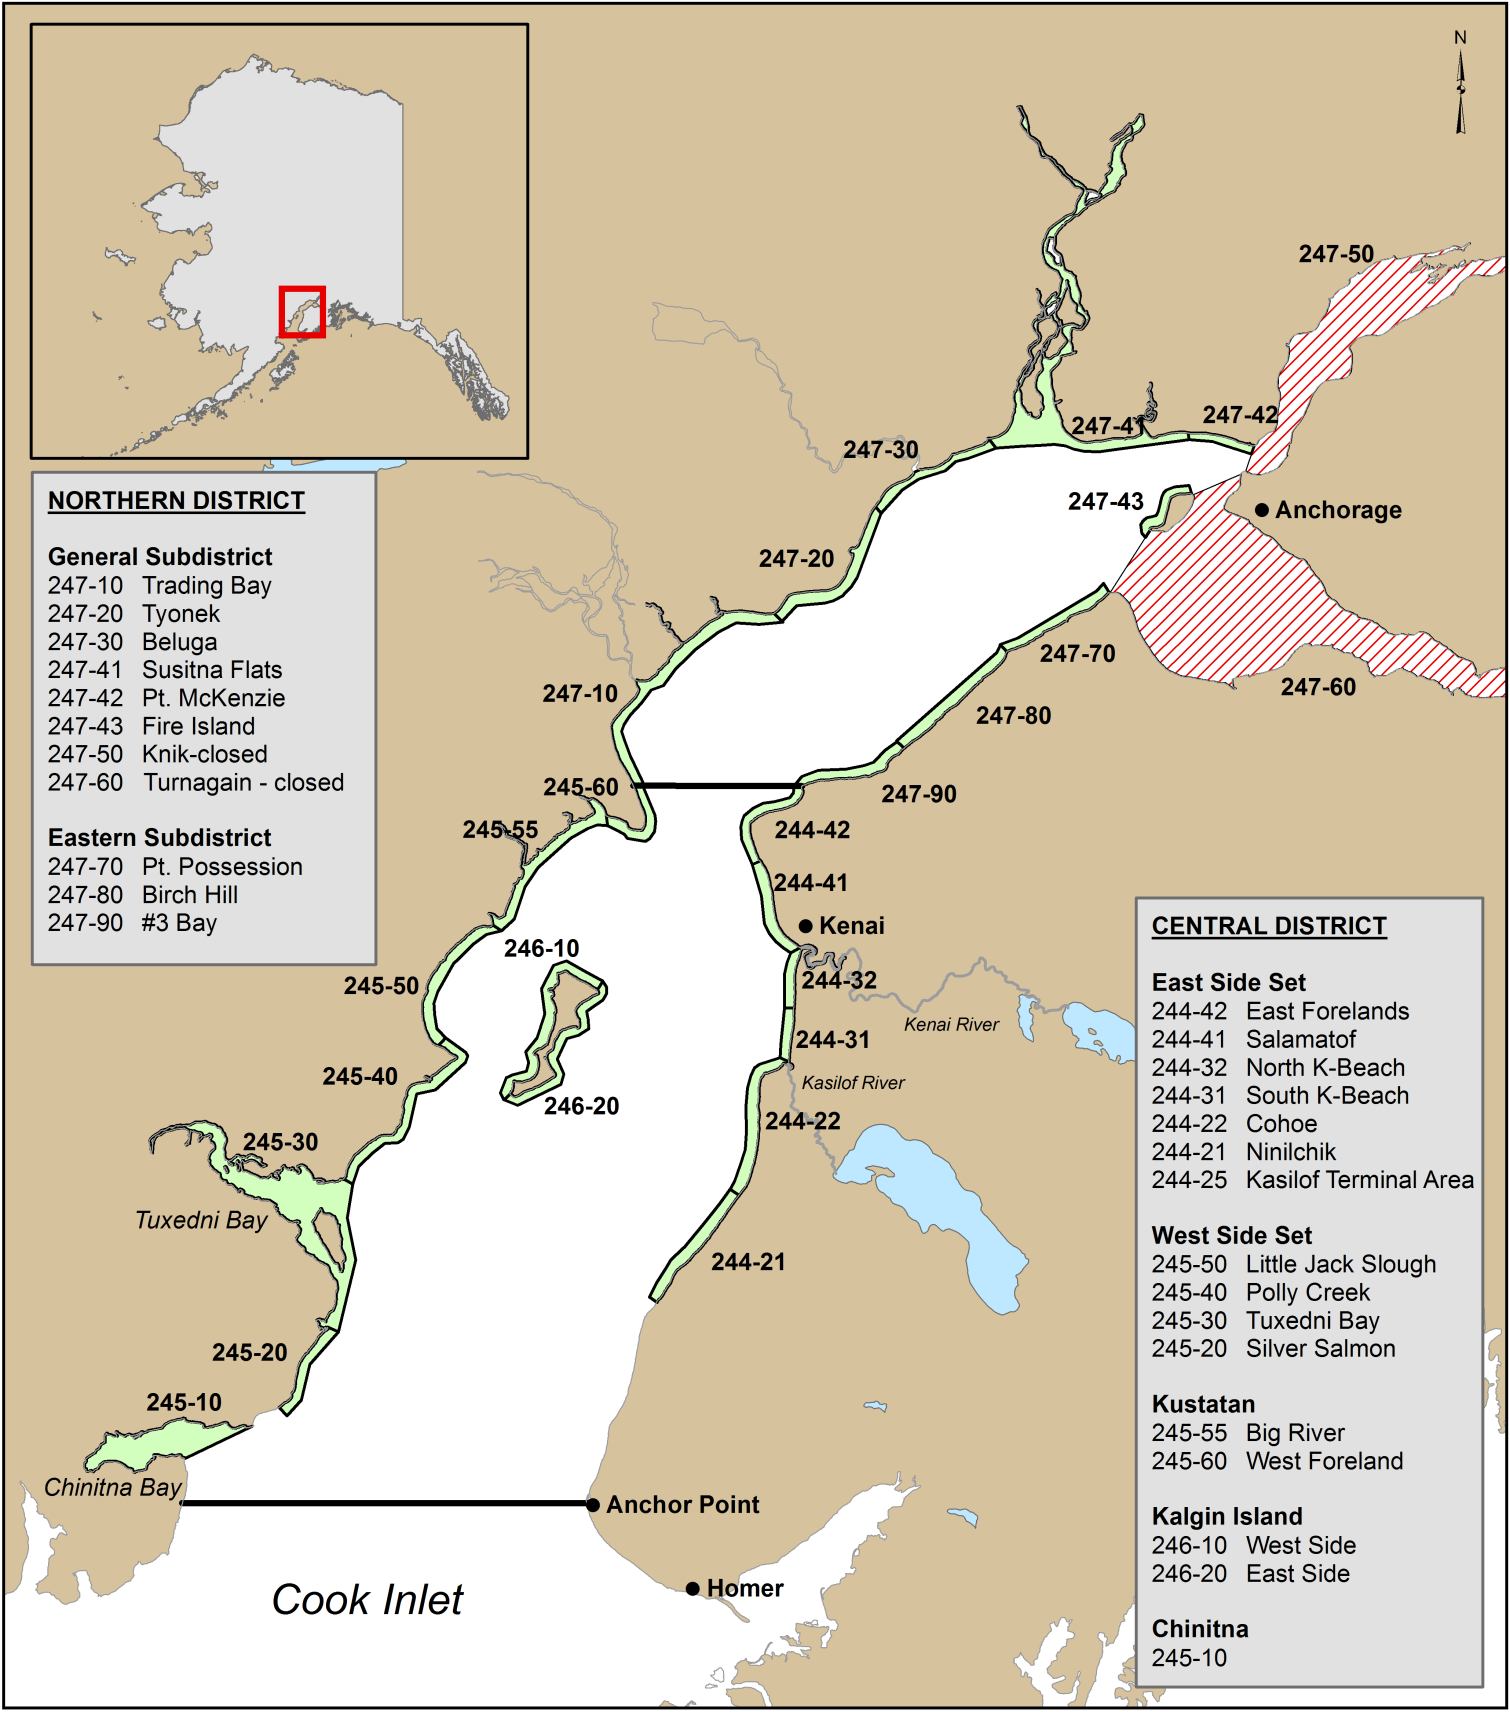 N
247-50
247-42
247-41
247-30
247-43
Anchorage
247-20
247-70
247-60
247-10
247-80
245-60
247-90
245-55
244-42
244-41
Kenai
246-10
244-32
245-50
Kenai River
244-31
245-40
Kasilof River
246-20
244-22
245-30
Tuxedni Bay
244-21
245-20
245-10
Chinitna Bay
Anchor Point
Homer
Cook Inlet
NORTHERN DISTRICT
General Subdistrict
247-10 Trading Bay
247-20 Tyonek
247-30 Beluga
247-41 Susitna Flats
247-42 Pt. McKenzie
247-43 Fire Island
247-50 Knik-closed
247-60 Turnagain - closed
Eastern Subdistrict
247-70 Pt. Possession
247-80 Birch Hill
247-90 #3 Bay
CENTRAL DISTRICT
East Side Set
244-42 East Forelands
244-41 Salamatof
244-32 North K-Beach
244-31 South K-Beach
244-22 Cohoe
244-21 Ninilchik
244-25 Kasilof Terminal Area
West Side Set
245-50 Little Jack Slough
245-40 Polly Creek
245-30 Tuxedni Bay
245-20 Silver Salmon
Kustatan
245-55 Big River
245-60 West Foreland
Kalgin Island
246-10 West Side
246-20 East Side
Chinitna
245-10